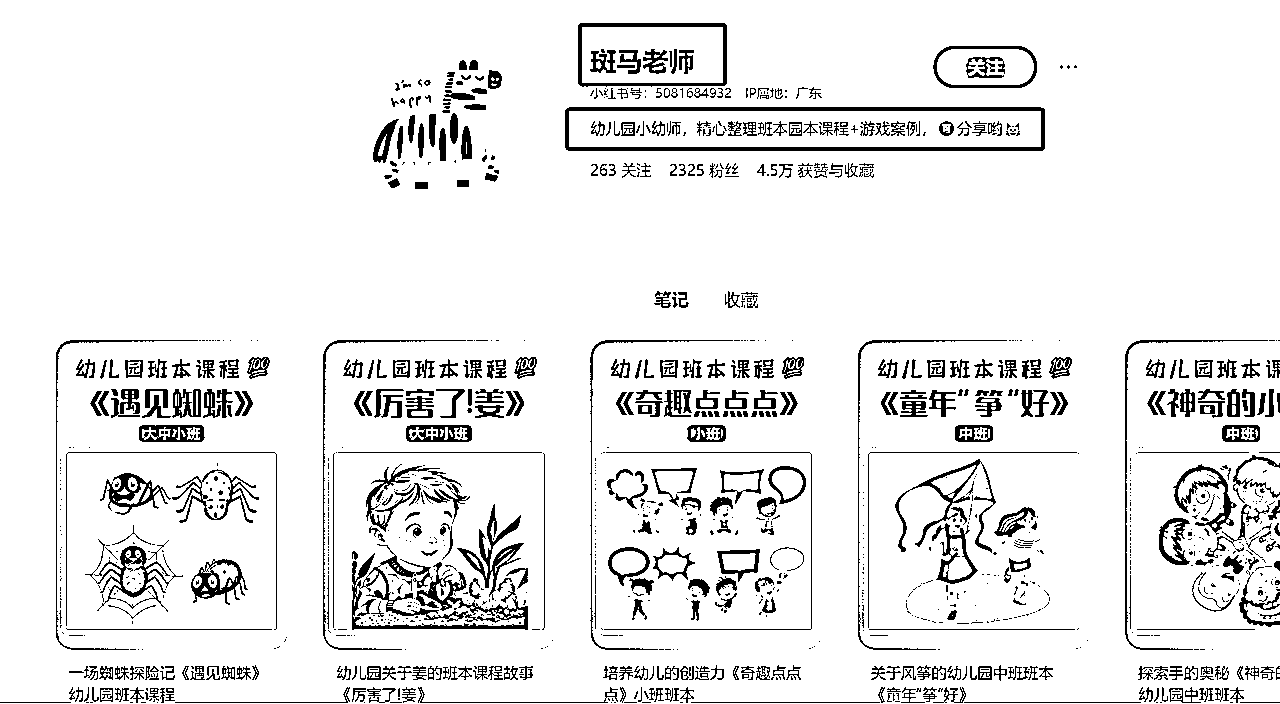 I'm so
happy
斑马老师
关注
小红书号：5081684932 IP属地：广东
幼儿园小幼师，精心整理班本园本课程+游戏案例，可分享哟
263 关注 2325 粉丝 4.5万 获赞与收藏
笔记 收藏
幼儿园班本课程
《遇见蜘蛛》
大中小班
一场蜘蛛探险记《遇见蜘蛛》
幼儿园班本课程
幼儿园班本课程
《厉害了!姜》
大中小班
幼儿园关于姜的班本课程故事
《厉害了!姜》
幼儿园班本课程
《奇趣点点点》
小班
培养幼儿的创造力《奇趣点点
点》小班班本
幼儿园班本课程
《童年“筝”好》
中班
关于风筝的幼儿园中班班本
《童年“筝”好》
幼儿园班本课
《神奇的小
中班
探索手的奥秘《神奇的
幼儿园中班班本